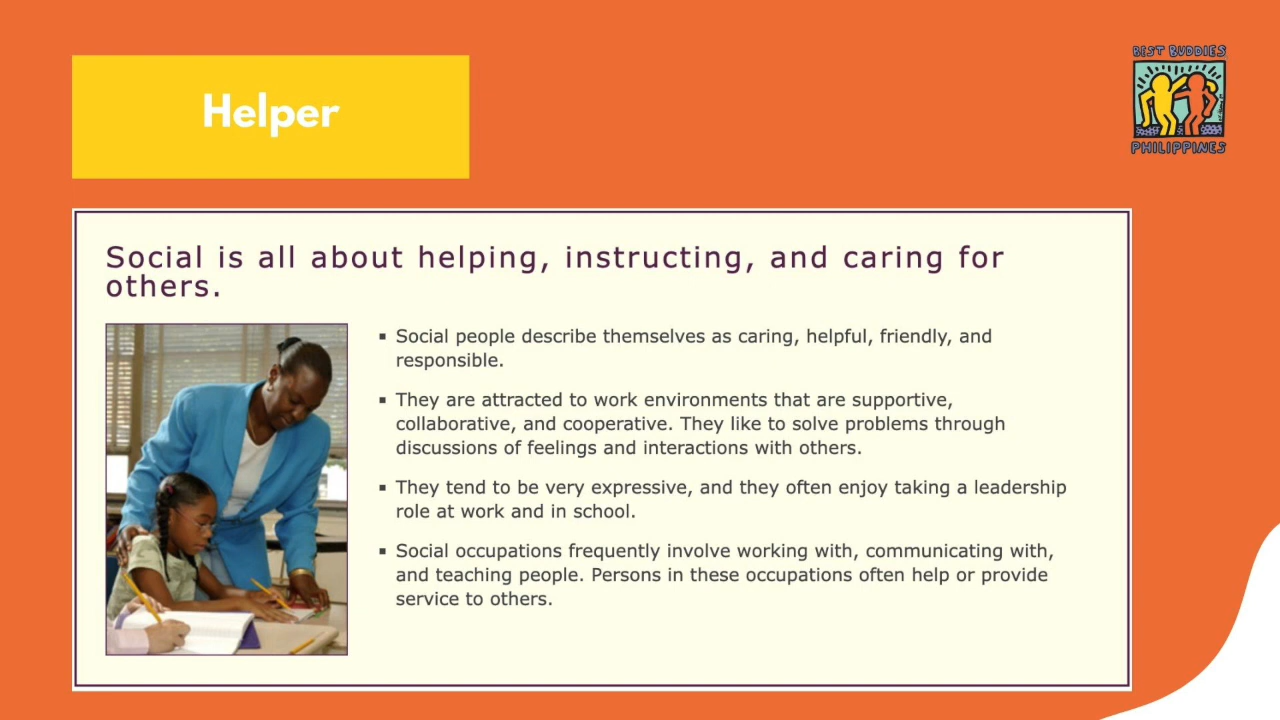 Helper
BEST BUDDIES
PHILIPPINES
Social is all about helping, instructing, and caring for
others.
▪ Social people describe themselves as caring, helpful, friendly, and
responsible.
▪ They are attracted to work environments that are supportive,
collaborative, and cooperative. They like to solve problems through
discussions of feelings and interactions with others.
▪ They tend to be very expressive, and they often enjoy taking a leadership
role at work and in school.
▪ Social occupations frequently involve working with, communicating with,
and teaching people. Persons in these occupations often help or provide
service to others.